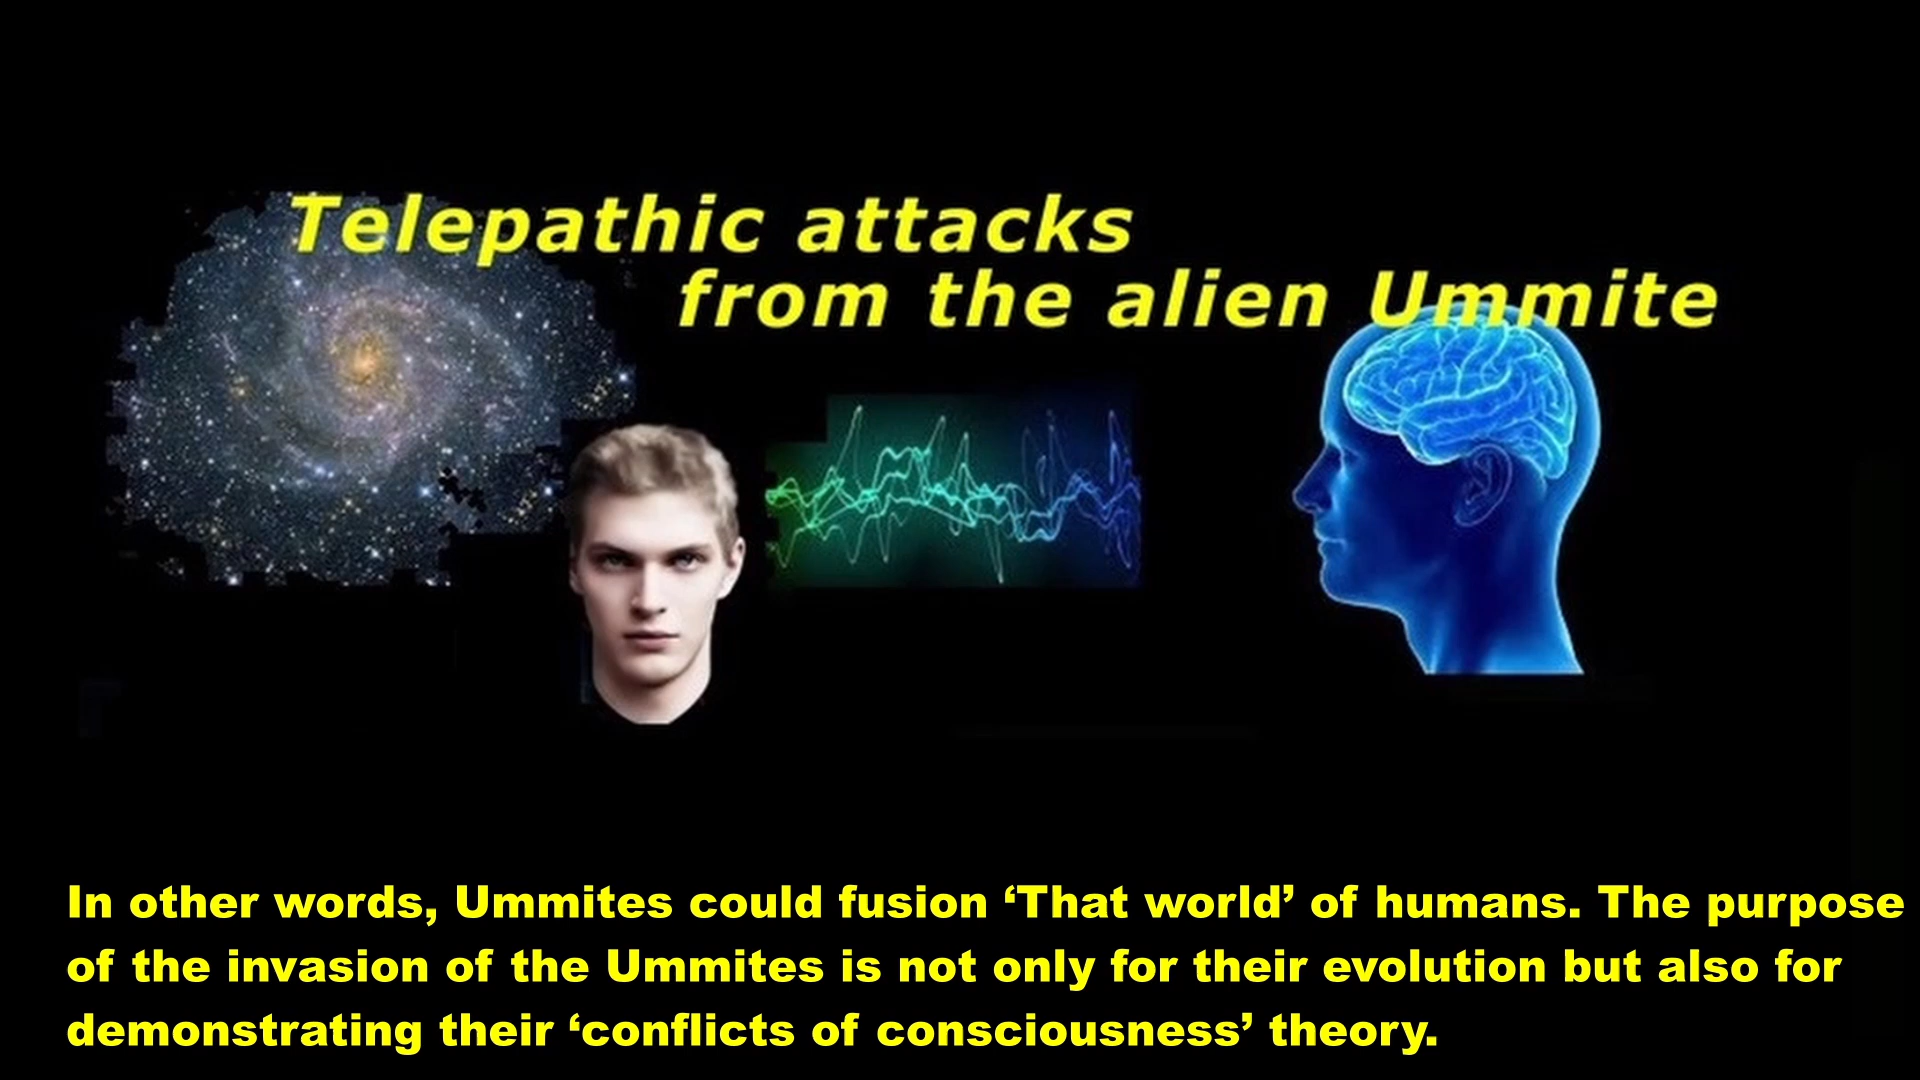 Telepathic attacks
from the alien Ummite
In other words, Ummites could fusion ‘That world’ of humans. The purpose
of the invasion of the Ummites is not only for their evolution but also for
demonstrating their ‘conflicts of consciousness’ theory.